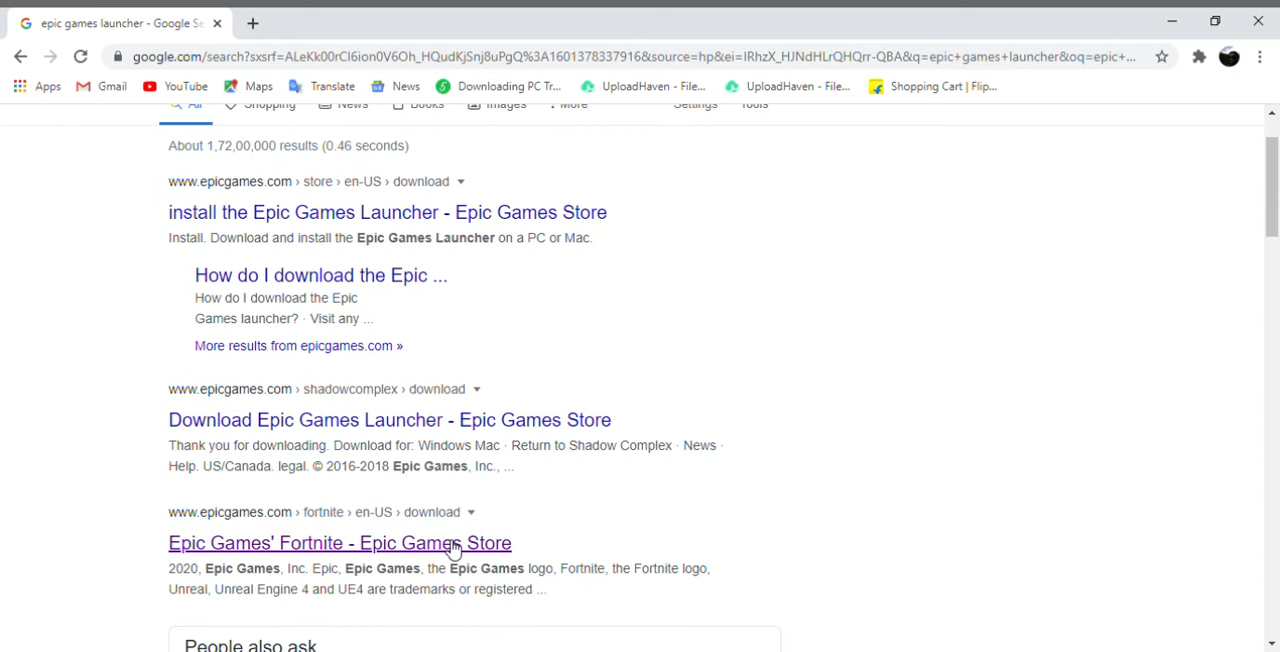 epic games launcher - Google Se
google.com/search?sxsrf=ALeKk00rCI6ion0V6Oh_HQudKjSnj8uPgQ%3A1601378337916&source=hp&ei=IRhzX_HJNdHLrQHQrr-QBA&q=epic+games+launcher&oq=epic+...
Apps Gmail YouTube Maps Translate News Downloading PC Tr... UploadHaven - File... UploadHaven - File... Shopping Cart | Flip...
All Shopping News Books Images More Settings Tools
About 1,72,00,000 results (0.46 seconds)
www.epicgames.com › store › en-US › download
install the Epic Games Launcher - Epic Games Store
Install. Download and install the Epic Games Launcher on a PC or Mac.
How do I download the Epic ...
How do I download the Epic
Games launcher? · Visit any ...
More results from epicgames.com »
www.epicgames.com › shadowcomplex › download
Download Epic Games Launcher - Epic Games Store
Thank you for downloading. Download for: Windows Mac · Return to Shadow Complex · News ·
Help. US/Canada. legal. © 2016-2018 Epic Games, Inc., ...
www.epicgames.com › fortnite › en-US › download
Epic Games' Fortnite - Epic Games Store
2020, Epic Games, Inc. Epic, Epic Games, the Epic Games logo, Fortnite, the Fortnite logo,
Unreal, Unreal Engine 4 and UE4 are trademarks or registered ...
People also ask